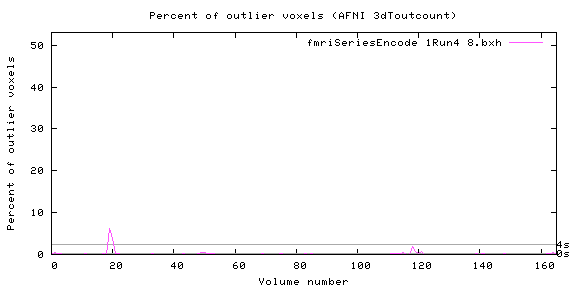 Percent of outlier voxels (AFNI 3dToutcount)
fmriSeriesEncode 1Run4 8.bxh
Percent of outlier voxels
50
40
30
20
10
0
4s
0s
0 20 40 60 80 100 120 140 160
Volume number